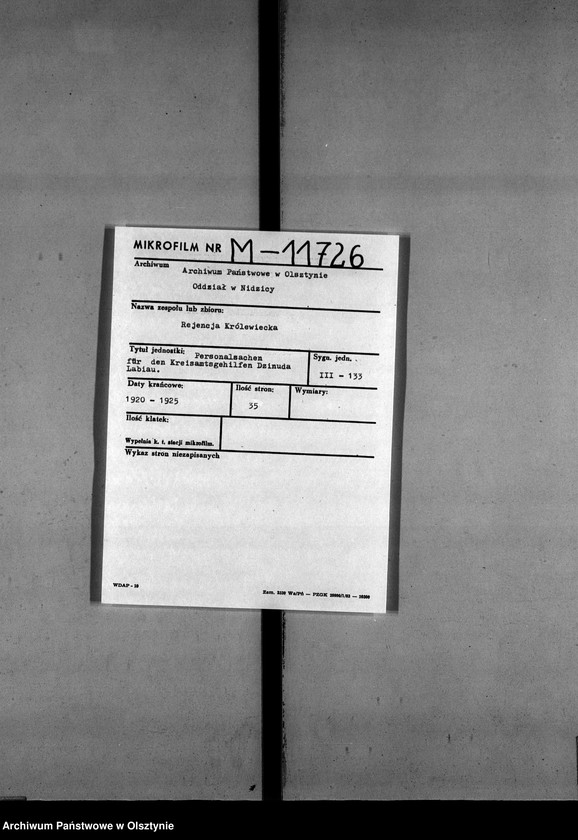 MIKROFILM NR M-11726
Archiwum
Archiwum Państwowe w Olsztynie
Oddział w Nidzicy
Nazwa zespołu lub zbioru:
Rejencja Królewiecka
Tytuł jednostki: Personalsachen
für den Kreisamtsgehilfen Dzinuda
Labiau.
Sygn. jedn.
III - 133
Daty krańcowe:
1920 - 1925
Ilość stron:
35
Wymiary:
Ilość klatek:
Wypełnia k. t. stacji mikrofilm.
Wykaz stron niezapisanych
WDAP - 10
Archiwum Państwowe w Olsztynie